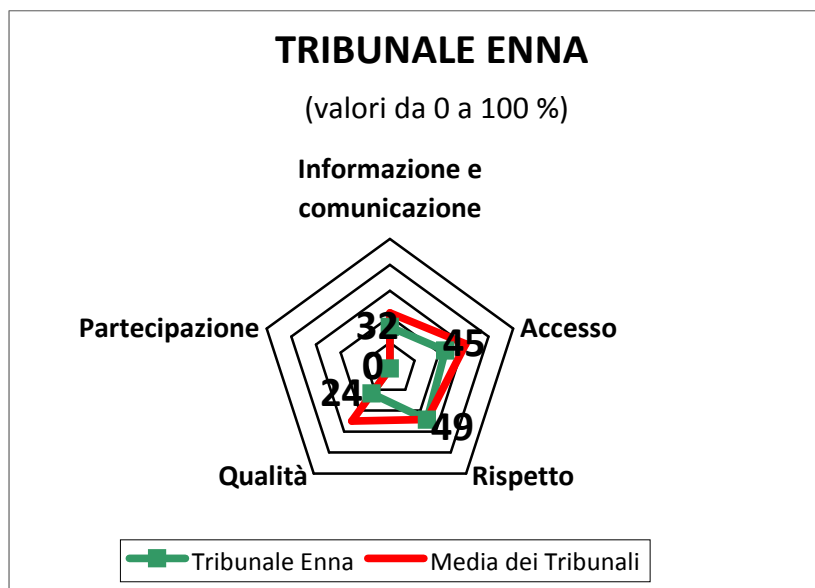 TRIBUNALE ENNA
(valori da 0 a 100 %)
Informazione e
comunicazione
Partecipazione
32
45
Accesso
0
24
49
Qualità
Rispetto
Tribunale Enna
Media dei Tribunali